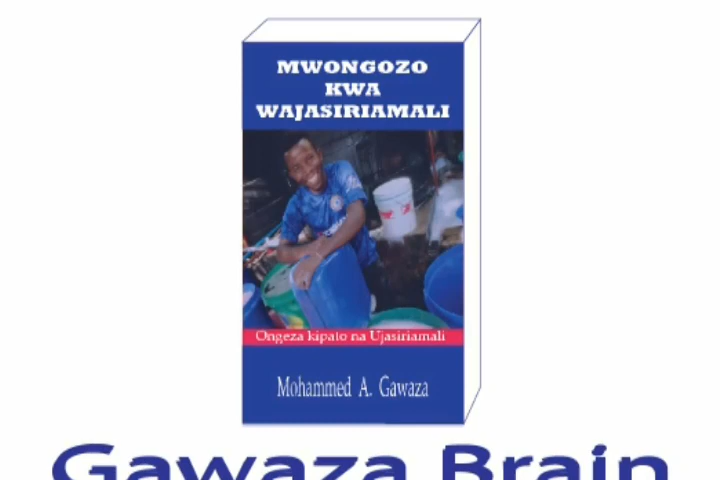 MWONGOZO
KWA
WAJASIRIAMALI
Ongeza kipato na Ujasiriamali
Mohammed A. Gawaza
Gawaza Brain